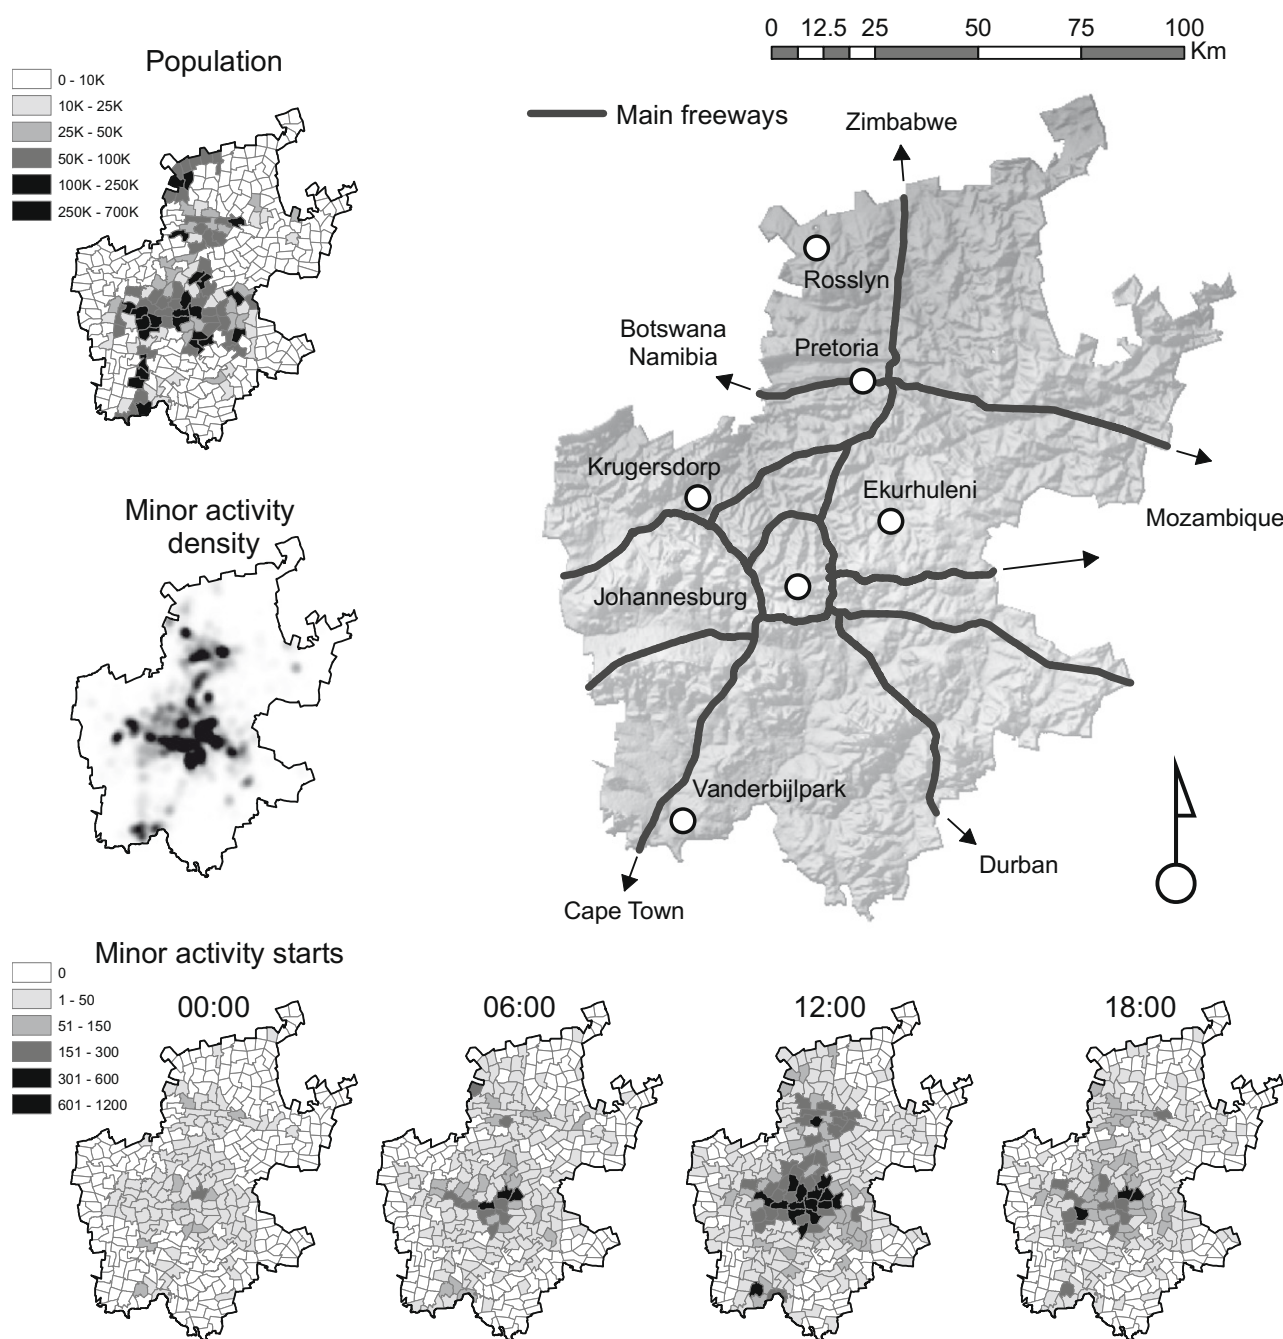 0 12.5 25 50 75 100
Km
Population
0 - 10K
10K - 25K
25K - 50K
50K - 100K
100K - 250K
250K - 700K
Main freeways
Zimbabwe
Rosslyn
Botswana
Namibia
Pretoria
Krugersdorp
Ekurhuleni
Mozambique
Johannesburg
Vanderbijlpark
Durban
Cape Town
Minor activity
density
Minor activity starts
0
1 - 50
51 - 150
151 - 300
301 - 600
601 - 1200
00:00
06:00
12:00
18:00